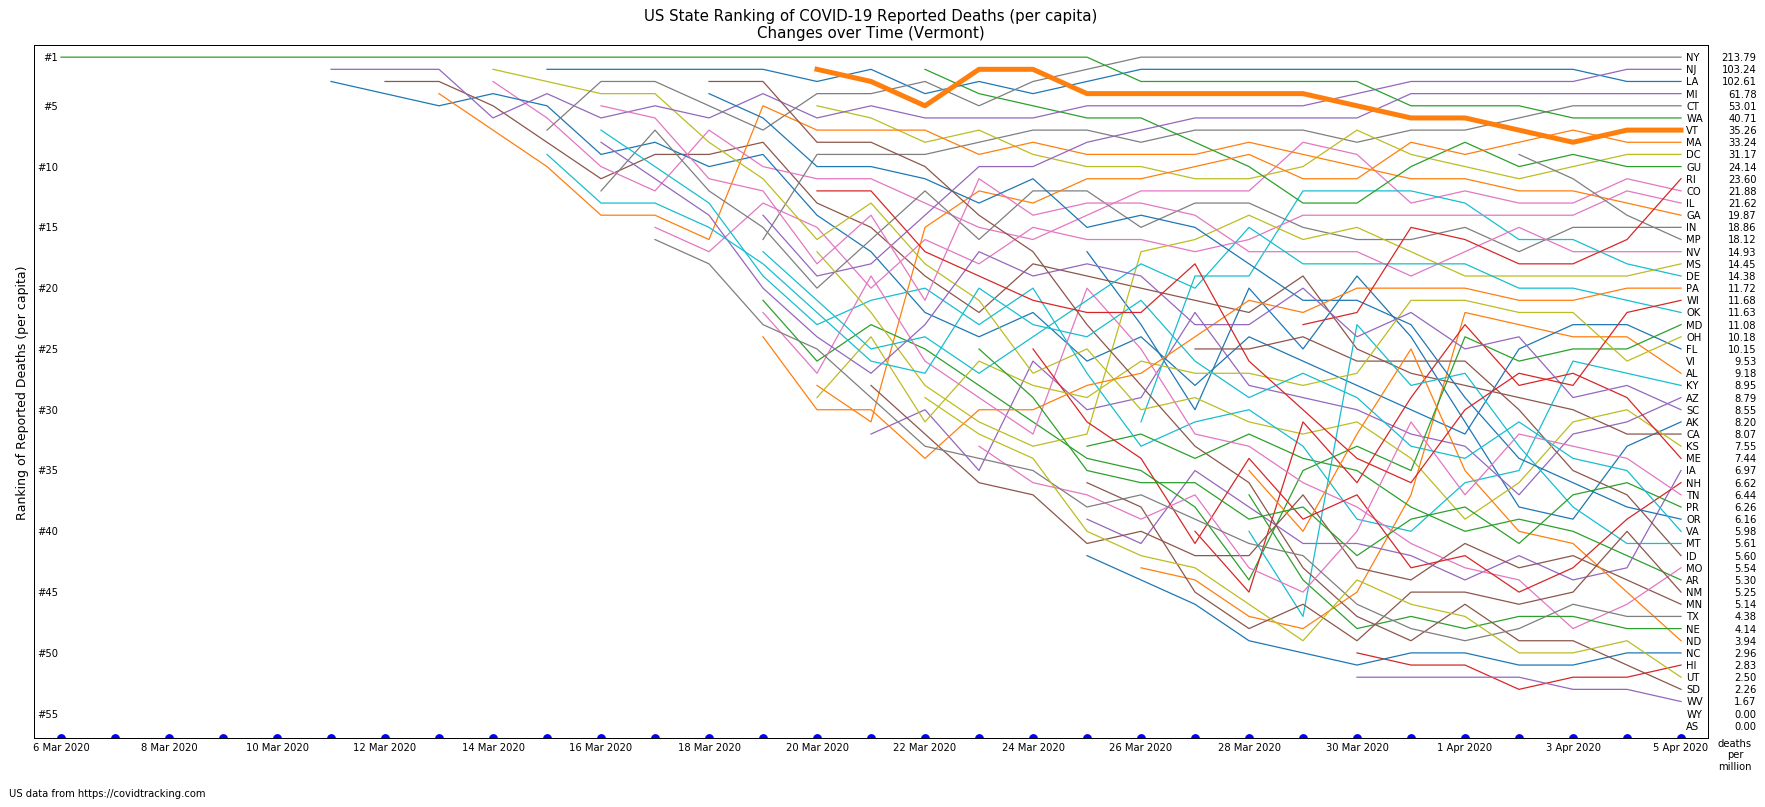 US State Ranking of COVID-19 Reported Deaths (per capita)
Changes over Time (Vermont)
Ranking of Reported Deaths (per capita)
#1
#5
#10
#15
#20
#25
#30
#35
#40
#45
#50
#55
NY 213.79
NJ 103.24
LA 102.61
MI 61.78
CT 53.01
WA 40.71
VT 35.26
MA 33.24
DC 31.17
GU 24.14
RI 23.60
CO 21.88
IL 21.62
GA 19.87
IN 18.86
MP 18.12
NV 14.93
MS 14.45
DE 14.38
PA 11.72
WI 11.68
OK 11.63
MD 11.08
OH 10.18
FL 10.15
VI 9.53
AL 9.18
KY 8.95
AZ 8.79
SC 8.55
AK 8.20
CA 8.07
KS 7.55
ME 7.44
IA 6.97
NH 6.62
TN 6.44
PR 6.26
OR 6.16
VA 5.98
MT 5.61
ID 5.60
MO 5.54
AR 5.30
NM 5.25
MN 5.14
TX 4.38
NE 4.14
ND 3.94
NC 2.96
HI 2.83
UT 2.50
SD 2.26
WV 1.67
WY 0.00
AS 0.00
6 Mar 2020 8 Mar 2020 10 Mar 2020 12 Mar 2020 14 Mar 2020 16 Mar 2020 18 Mar 2020 20 Mar 2020 22 Mar 2020 24 Mar 2020 26 Mar 2020 28 Mar 2020 30 Mar 2020 1 Apr 2020 3 Apr 2020 5 Apr 2020
deaths
per
million
US data from https://covidtracking.com